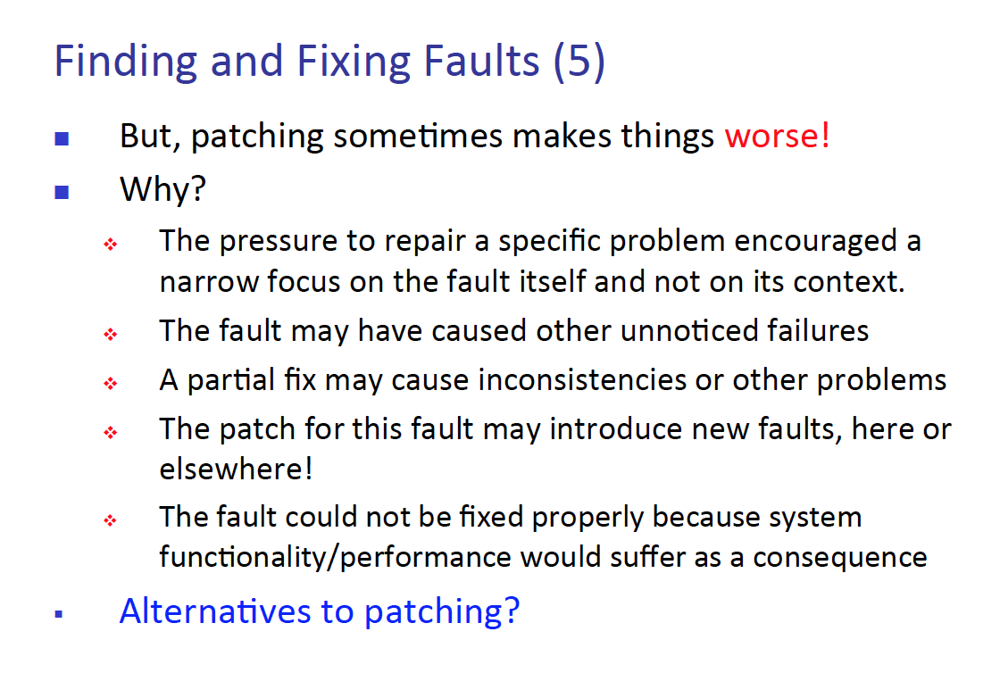 Finding and Fixing Faults (5)
But, patching sometimes makes things worse!
Why?
The pressure to repair a specific problem encouraged a
narrow focus on the fault itself and not on its context.
The fault may have caused other unnoticed failures
A partial fix may cause inconsistencies or other problems
The patch for this fault may introduce new faults, here or
elsewhere!
The fault could not be fixed properly because system
functionality/performance would suffer as a consequence
Alternatives to patching?